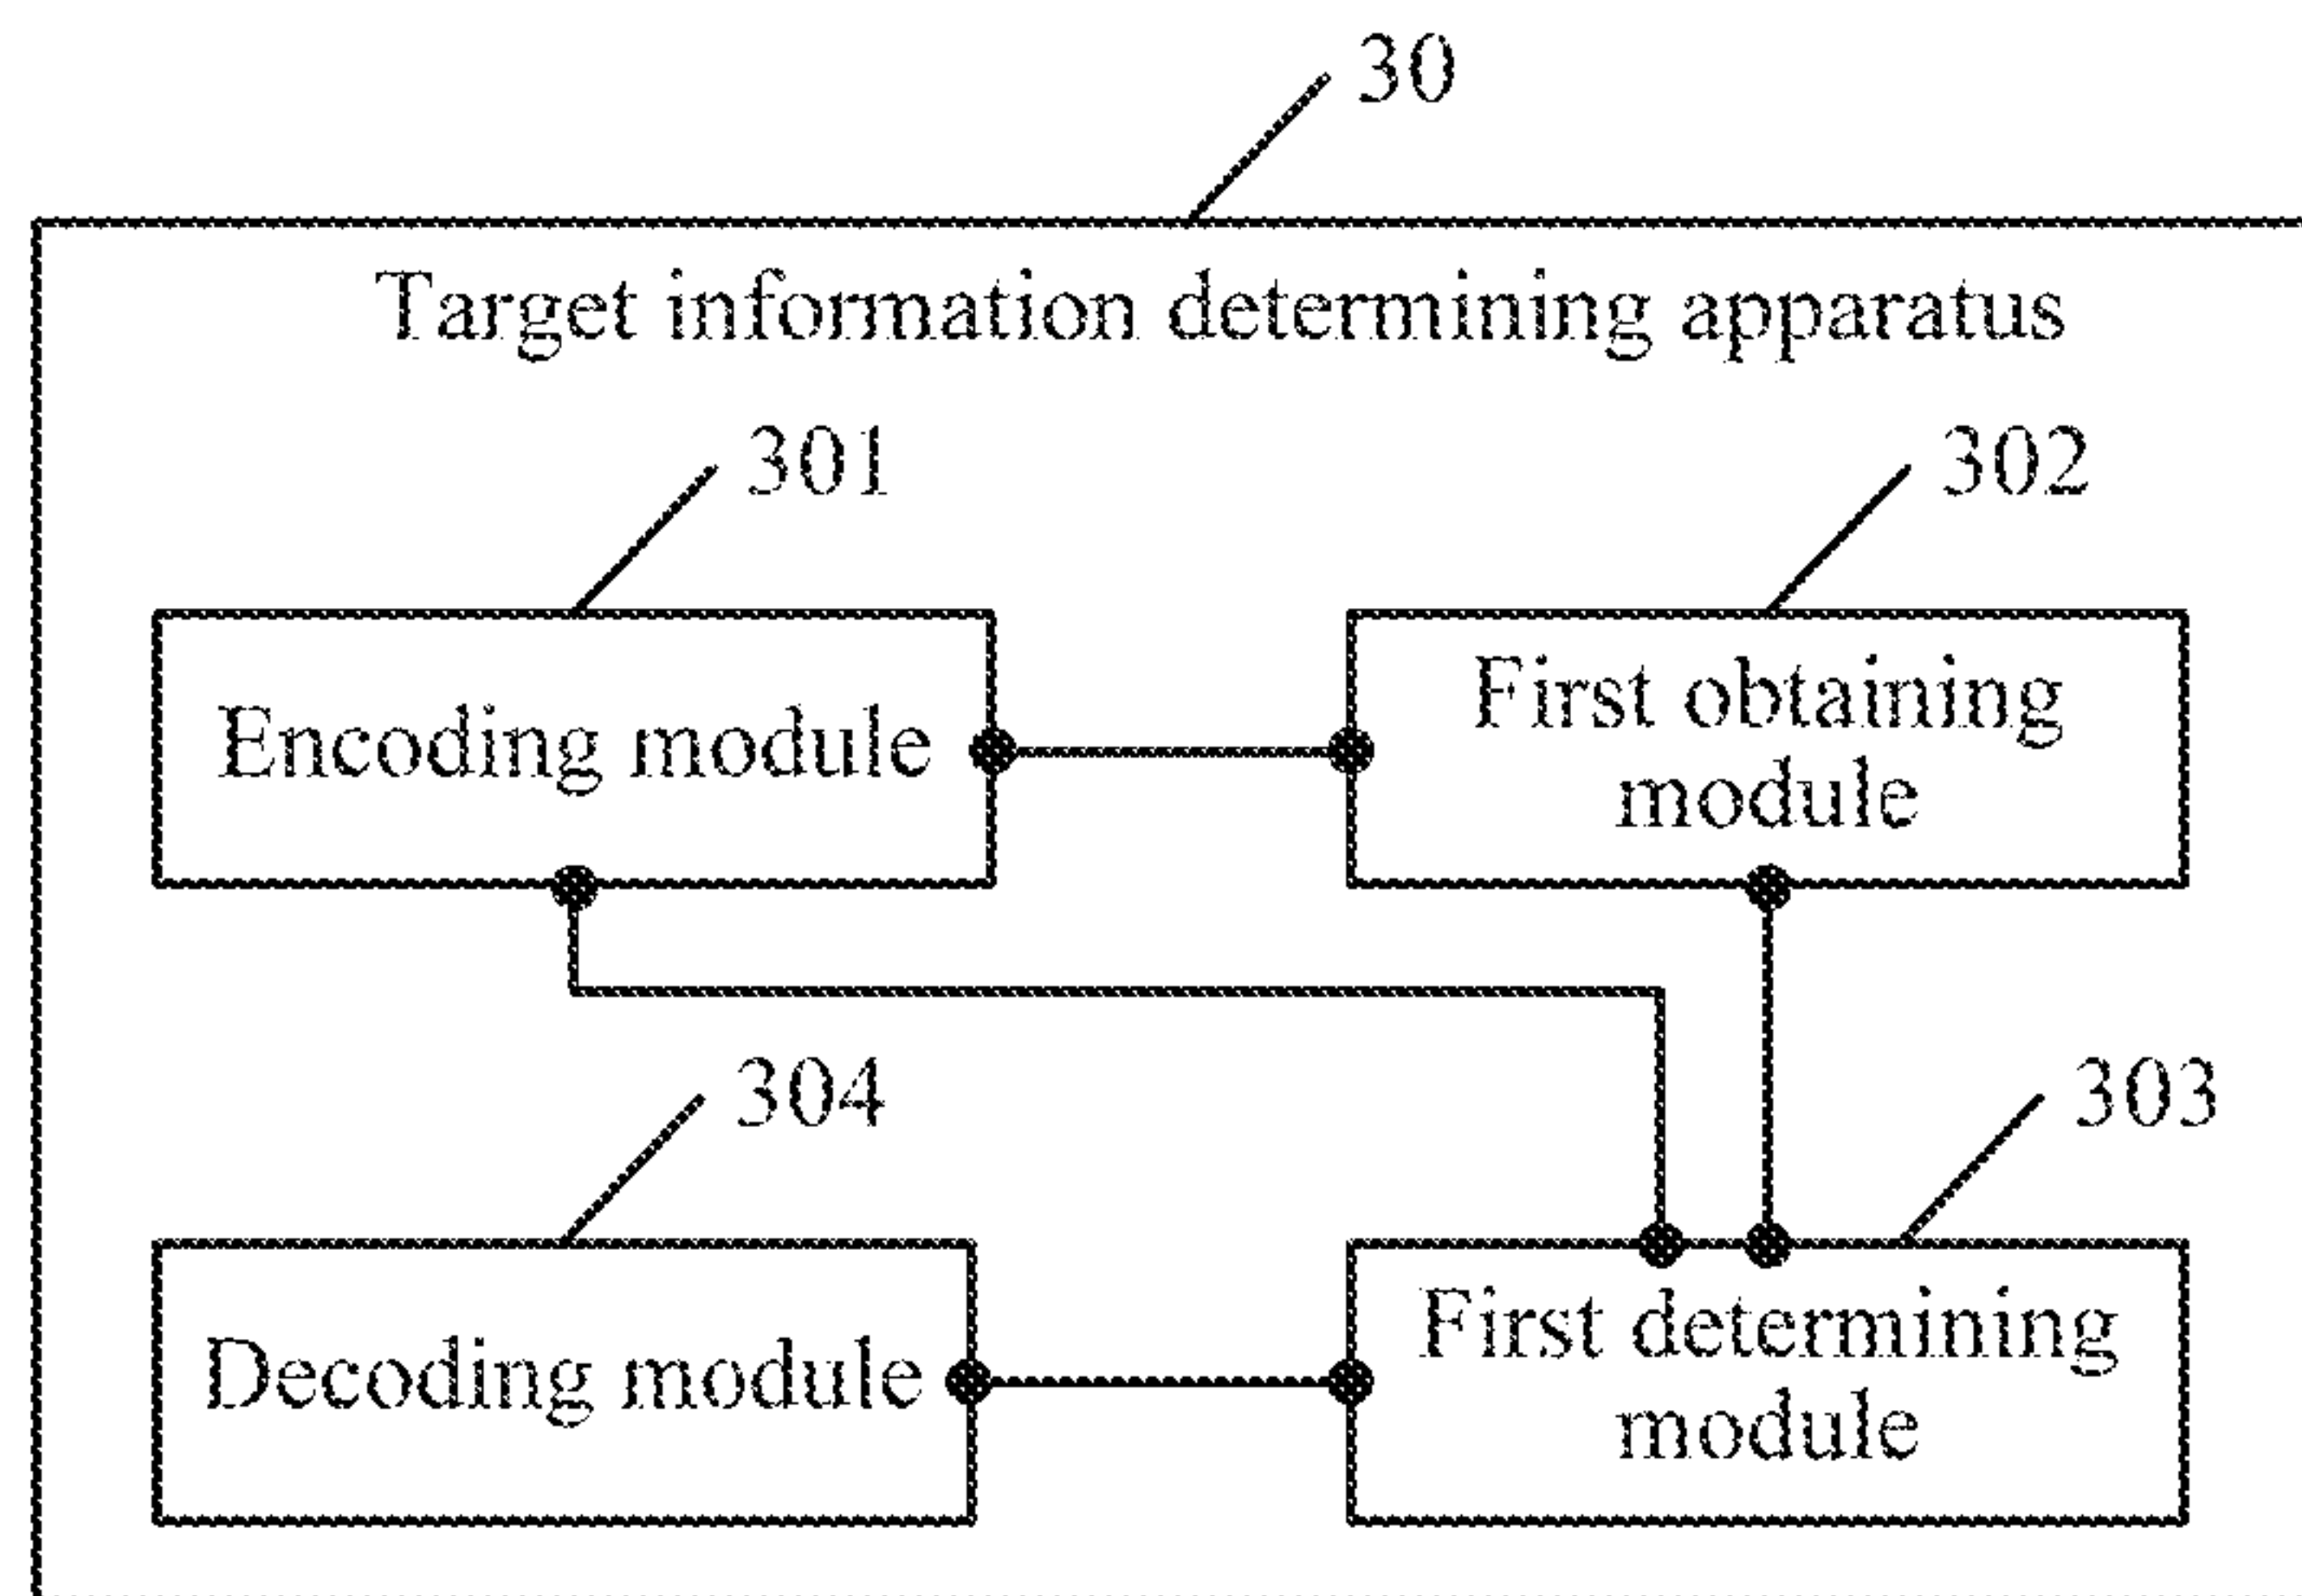 30
Target information determining apparatus
301
302
Encoding module
First obtaining
module
304
303
Decoding module
First determining
module